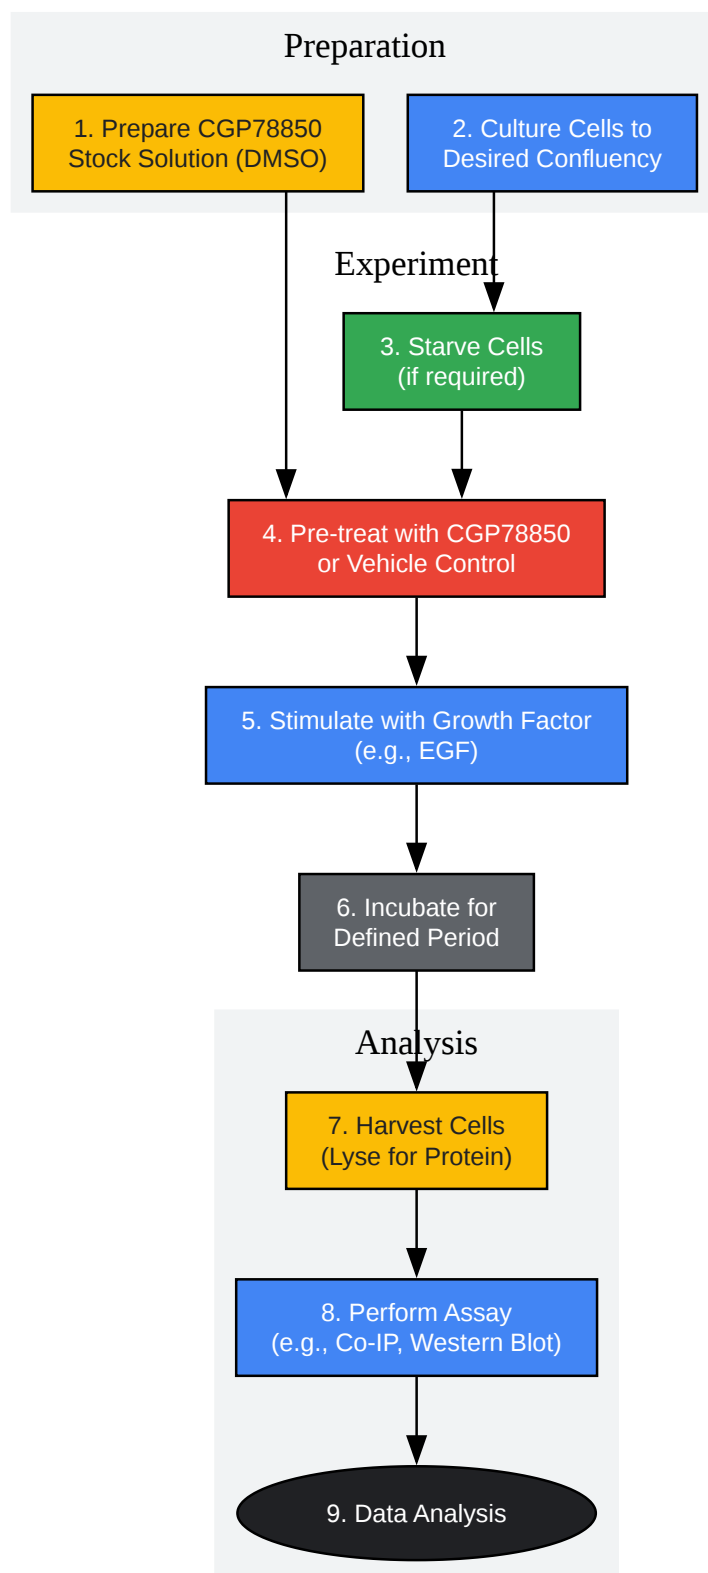 Preparation
1. Prepare CGP78850
Stock Solution (DMSO)
2. Culture Cells to
Desired Confluency
Experiment
3. Starve Cells
(if required)
4. Pre-treat with CGP78850
or Vehicle Control
5. Stimulate with Growth Factor
(e.g., EGF)
6. Incubate for
Defined Period
Analysis
7. Harvest Cells
(Lyse for Protein)
8. Perform Assay
(e.g., Co-IP, Western Blot)
9. Data Analysis